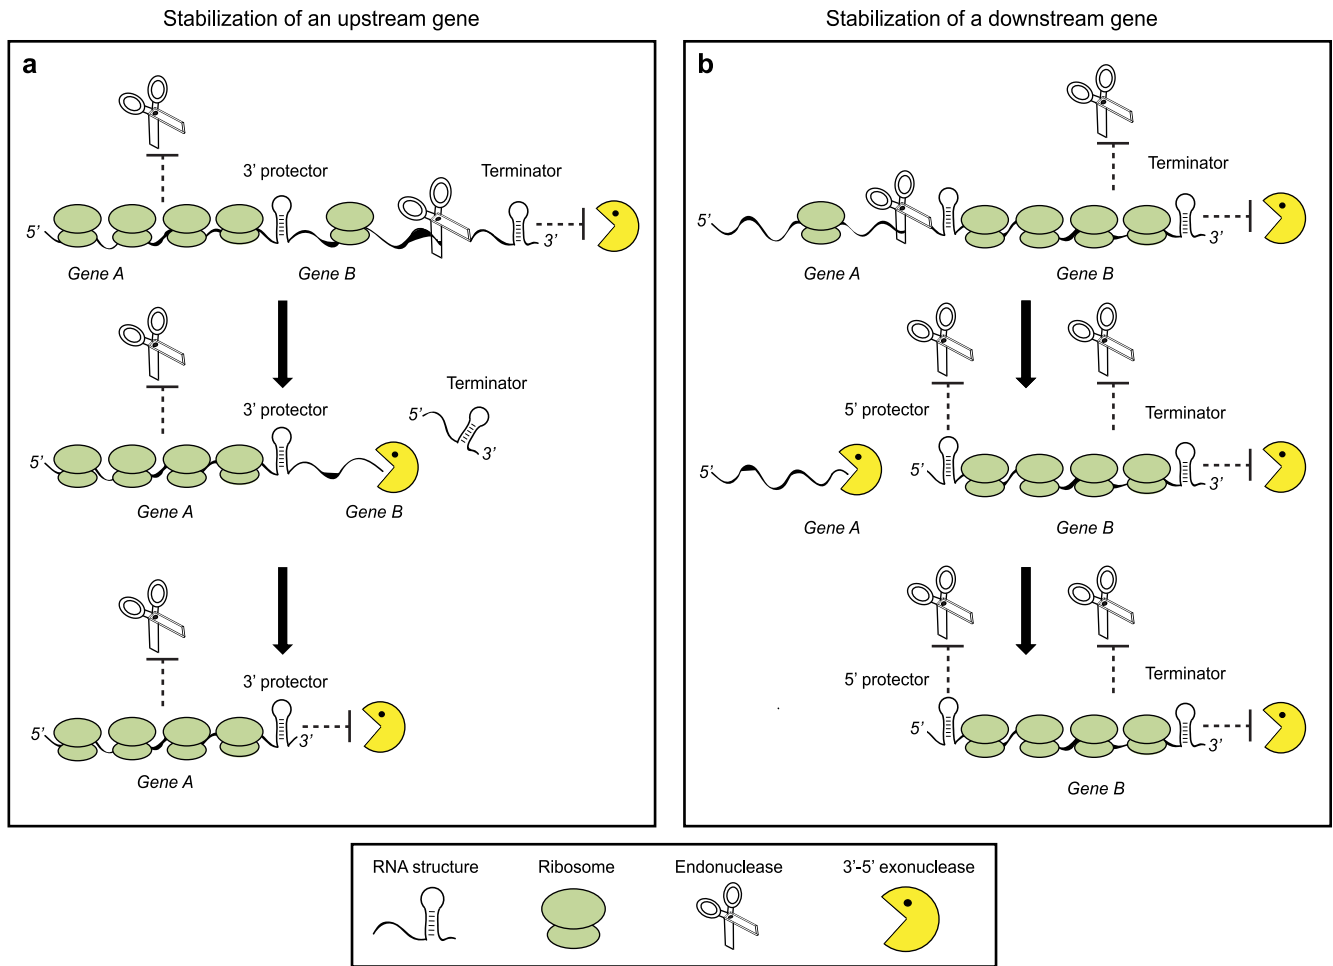 Stabilization of an upstream gene
a
3’ protector
Terminator
5’
3’
Gene A
Gene B
Terminator
5’
3’
3’ protector
5’
Gene A
Gene B
3’ protector
5’
3’
Gene A
Stabilization of a downstream gene
b
Terminator
5’
3’
Gene A
Gene B
5’ protector
Terminator
5’
5’
3’
Gene A
Gene B
5’ protector
Terminator
5’
3’
Gene B
RNA structure
Ribosome
Endonuclease
3’-5’ exonuclease